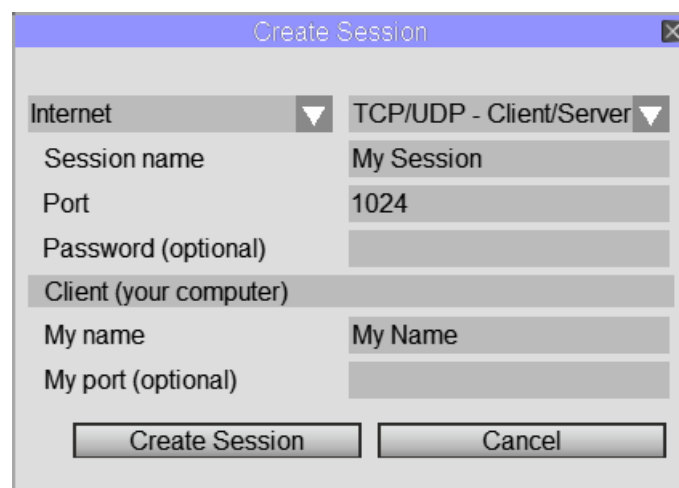 Create Session
Internet TCP/UDP - Client/Server
Session name My Session
Port 1024
Password (optional)
Client (your computer)
My name My Name
My port (optional)
Create Session Cancel